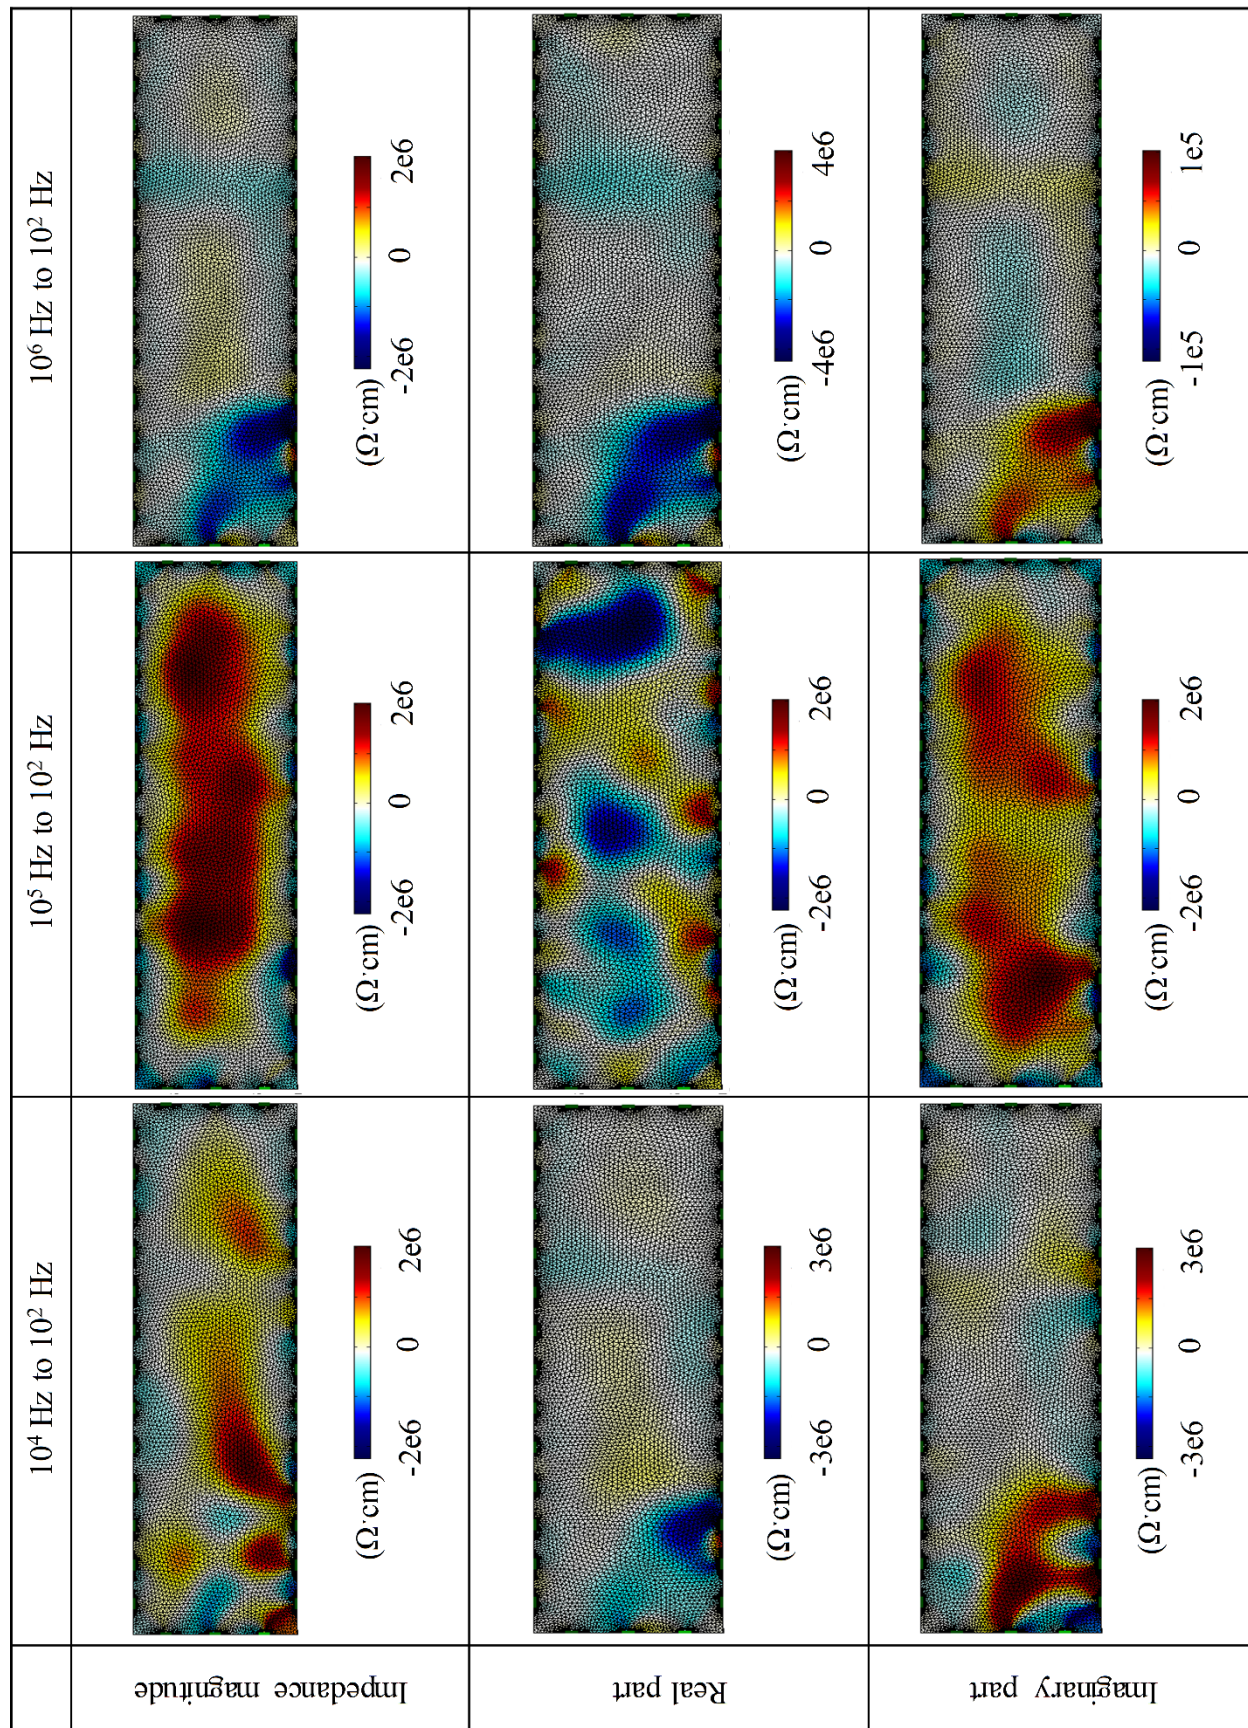 10⁴ Hz to 10² Hz
10⁵ Hz to 10² Hz
10⁶ Hz to 10² Hz
Impedance magnitude
(Ω·cm)
-2e6 0 2e6
(Ω·cm)
-2e6 0 2e6
(Ω·cm)
-2e6 0 2e6
Real part
(Ω·cm)
-3e6 0 3e6
(Ω·cm)
-2e6 0 2e6
(Ω·cm)
-4e6 0 4e6
Imaginary part
(Ω·cm)
-3e6 0 3e6
(Ω·cm)
-2e6 0 2e6
(Ω·cm)
-1e5 0 1e5